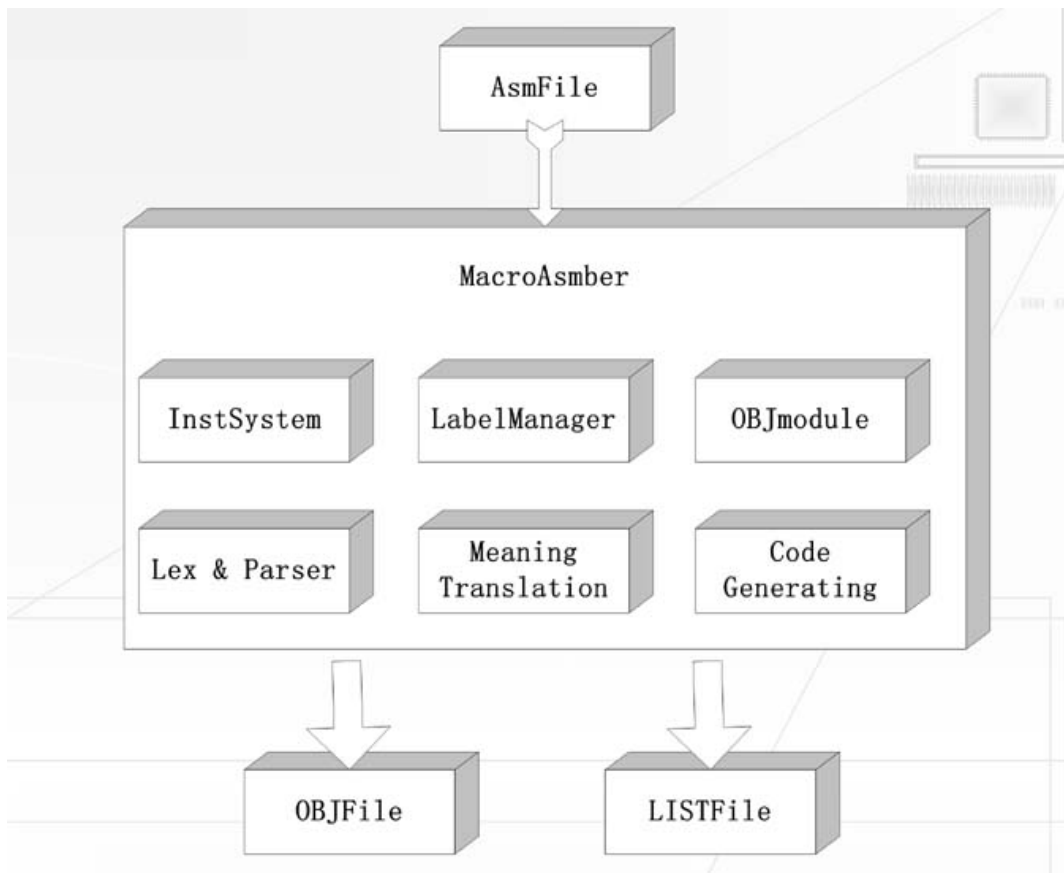 AsmFile
MacroAsmber
InstSystem
LabelManager
OBJmodule
Lex & Parser
Meaning
Translation
Code
Generating
OBJFile
LISTFile